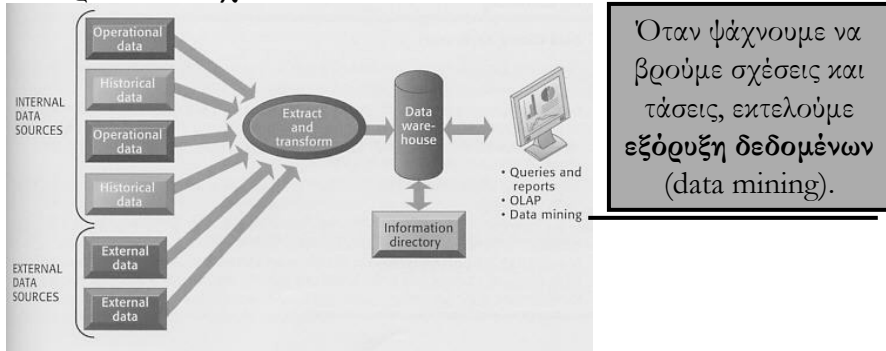 Operational
data
Historical
data
INTERNAL
DATA
SOURCES
Operational
data
Historical
data
EXTERNAL
DATA
SOURCES
External
data
External
data
Extract
and
transform
Data
ware-
house
Information
directory
• Queries and
reports
• OLAP
• Data mining
Όταν ψάχνουμε να
βρούμε σχέσεις και
τάσεις, εκτελούμε
εξόρυξη δεδομένων
(data mining).